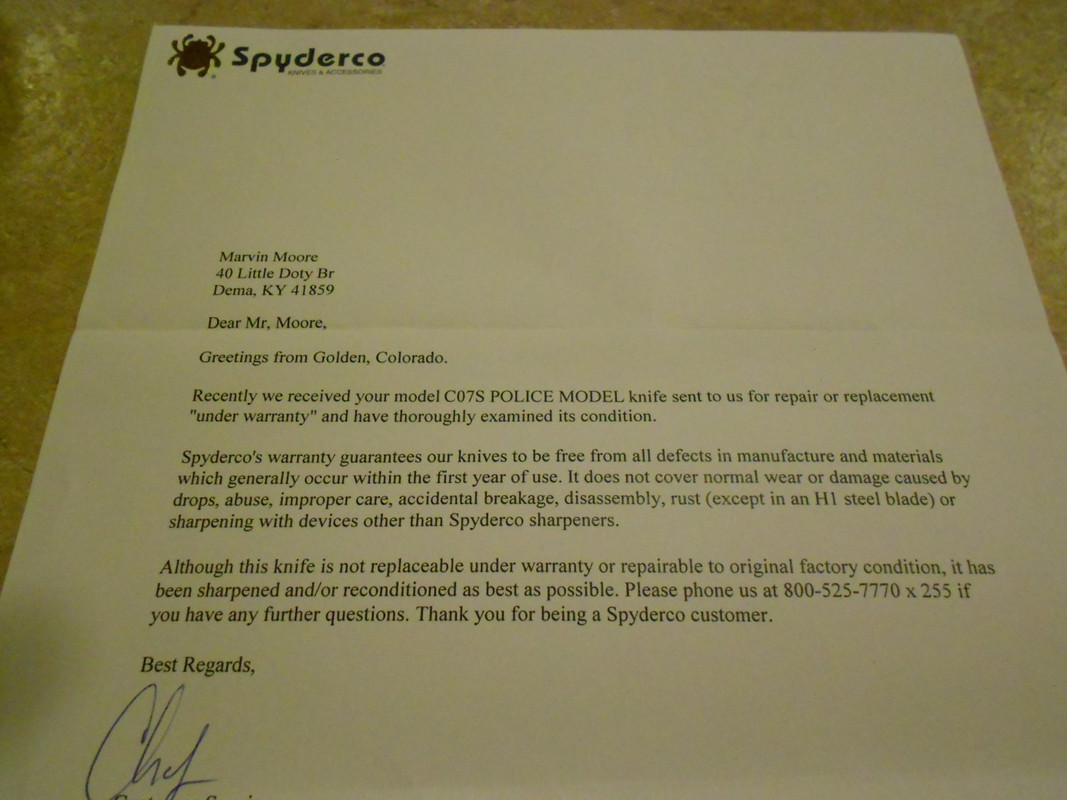 Spyderco
KNIVES & ACCESSORIES
Marvin Moore
40 Little Doty Br
Dema, KY 41859
Dear Mr, Moore,
Greetings from Golden, Colorado.
Recently we received your model C07S POLICE MODEL knife sent to us for repair or replacement
"under warranty" and have thoroughly examined its condition.
Spyderco's warranty guarantees our knives to be free from all defects in manufacture and materials
which generally occur within the first year of use. It does not cover normal wear or damage caused by
drops, abuse, improper care, accidental breakage, disassembly, rust (except in an H1 steel blade) or
sharpening with devices other than Spyderco sharpeners.
Although this knife is not replaceable under warranty or repairable to original factory condition, it has
been sharpened and/or reconditioned as best as possible. Please phone us at 800-525-7770 x 255 if
you have any further questions. Thank you for being a Spyderco customer.
Best Regards,